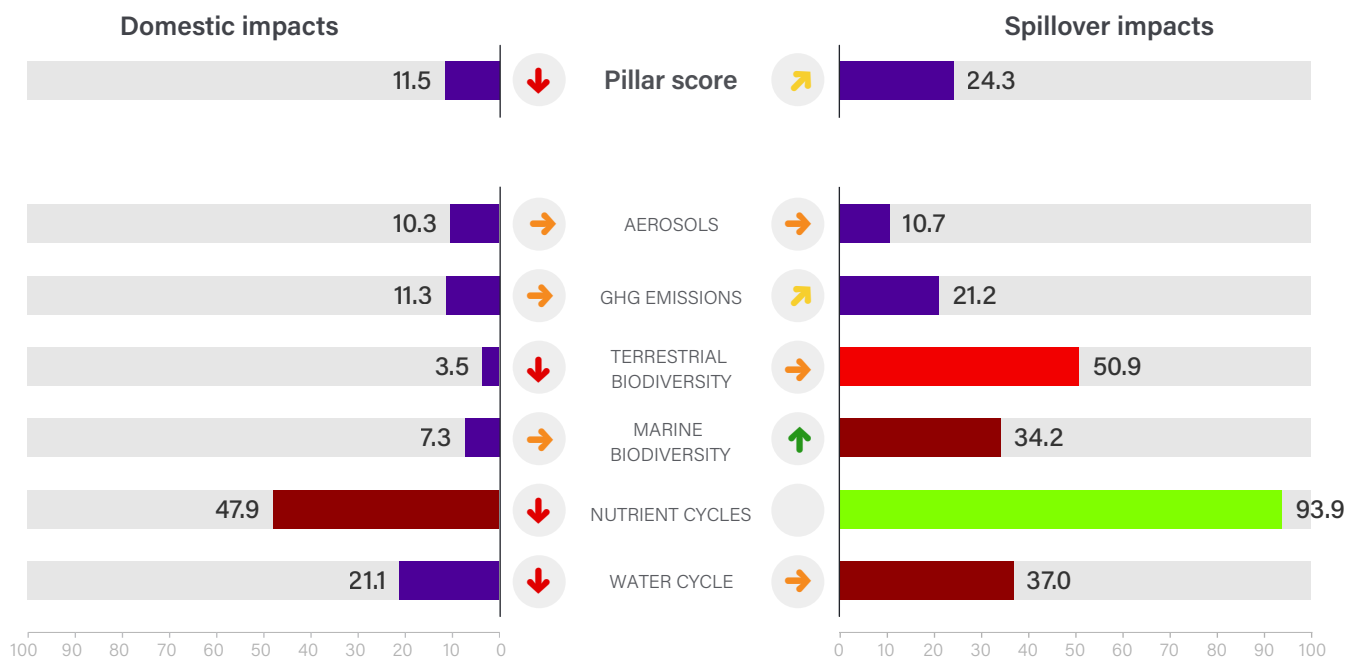 Domestic impacts
Spillover impacts
11.5
Pillar score
24.3
10.3
AEROSOLS
10.7
11.3
GHG EMISSIONS
21.2
3.5
TERRESTRIAL
BIODIVERSITY
50.9
7.3
MARINE
BIODIVERSITY
34.2
47.9
NUTRIENT CYCLES
93.9
21.1
WATER CYCLE
37.0
100 90 80 70 60 50 40 30 20 10 0
0 10 20 30 40 50 60 70 80 90 100